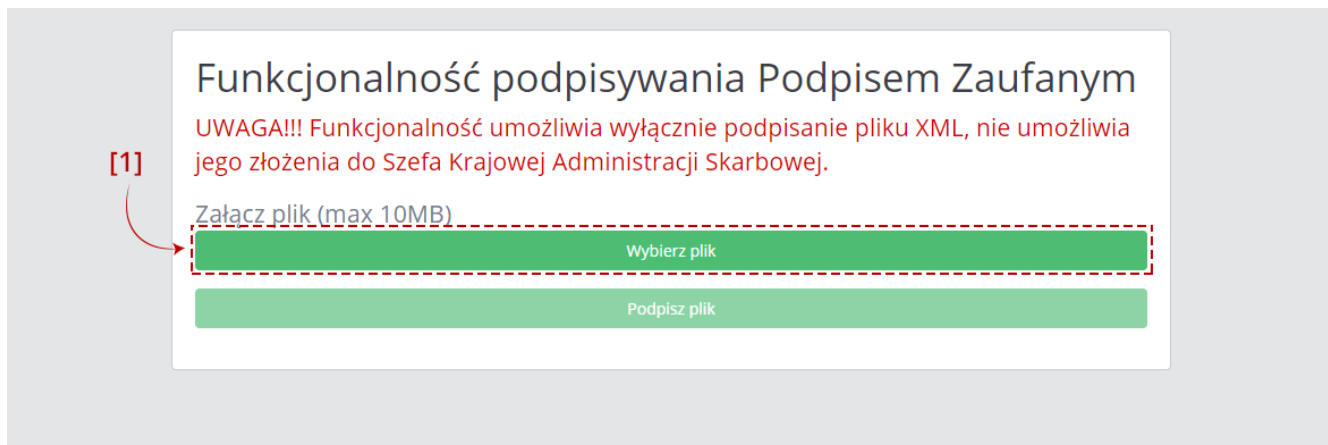 Funkcjonalność podpisywania Podpisem Zaufanym
UWAGA!!! Funkcjonalność umożliwia wyłącznie podpisanie pliku XML, nie umożliwia
jego złożenia do Szefa Krajowej Administracji Skarbowej.
[1]
Załącz plik (max 10MB)
Wybierz plik
Podpisz plik